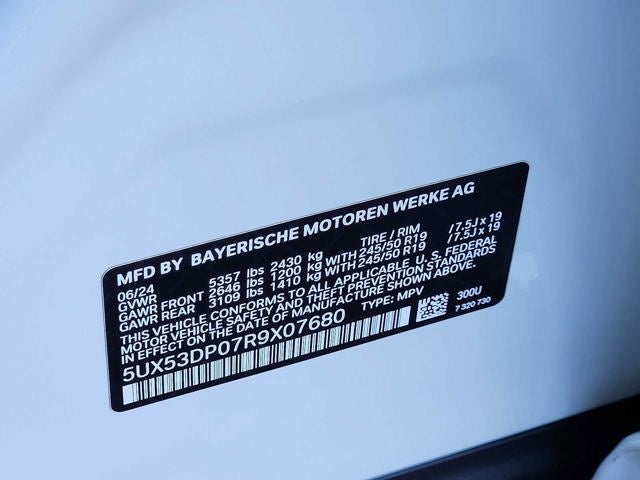 MFD BY BAYERISCHE MOTOREN WERKE AG
06/24 TIRE / RIM
GVWR 5357 lbs 2430 kg
GAWR FRONT 2646 lbs 1200 kg WITH 245/50 R19 /7.5J x 19
GAWR REAR 3109 lbs 1410 kg WITH 245/50 R19 /7.5J x 19
THIS VEHICLE CONFORMS TO ALL APPLICABLE U.S. FEDERAL
MOTOR VEHICLE SAFETY AND THEFT PREVENTION STANDARDS
IN EFFECT ON THE DATE OF MANUFACTURE SHOWN ABOVE.
5UX53DP07R9X07680 TYPE: MPV 300U
7 320 730